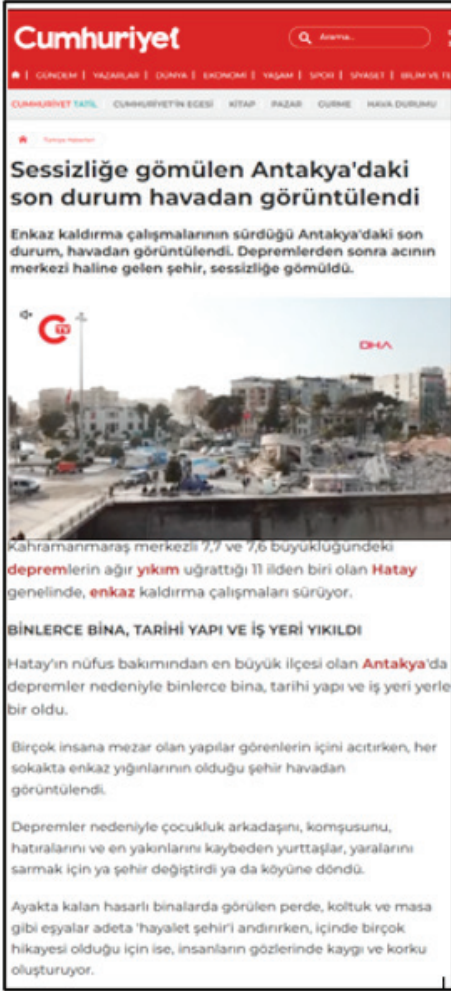 Cumhuriyet
Arama...
GÜNDEM | YAZARLAR | DÜNYA | EKONOMİ | YAŞAM | SPOR | SİYASET | BİLİM VE TE
CUMHURİYET TATİL CUMHURİYET'İN EGESİ KİTAP PAZAR GURME HAVA DURUMU
Türkiye Haberleri
Sessizliğe gömülen Antakya'daki
son durum havadan görüntülendi
Enkaz kaldırma çalışmalarının sürdüğü Antakya'daki son
durum, havadan görüntülendi. Depremlerden sonra acının
merkezi haline gelen şehir, sessizliğe gömüldü.
C TV
DHA
Kahramanmaraş merkezli 7,7 ve 7,6 büyüklüğündeki
depremlerin ağır yıkım uğrattığı 11 ilden biri olan Hatay
genelinde, enkaz kaldırma çalışmaları sürüyor.
BİNLERCE BİNA, TARİHİ YAPI VE İŞ YERİ YIKILDI
Hatay'ın nüfus bakımından en büyük ilçesi olan Antakya'da
depremler nedeniyle binlerce bina, tarihi yapı ve iş yeri yerle
bir oldu.
Birçok insana mezar olan yapılar görenlerin içini acıtırken, her
sokakta enkaz yığınlarının olduğu şehir havadan
görüntülendi.
Depremler nedeniyle çocukluk arkadaşını, komşusunu,
hatıralarını ve en yakınlarını kaybeden yurttaşlar, yaralarını
sarmak için ya şehir değiştirdi ya da köyüne döndü.
Ayakta kalan hasarlı binalarda görülen perde, koltuk ve masa
gibi eşyalar adeta 'hayalet şehir'i andırırken, içinde birçok
hikayesi olduğu için ise, insanların gözlerinde kaygı ve korku
oluşturuyor.